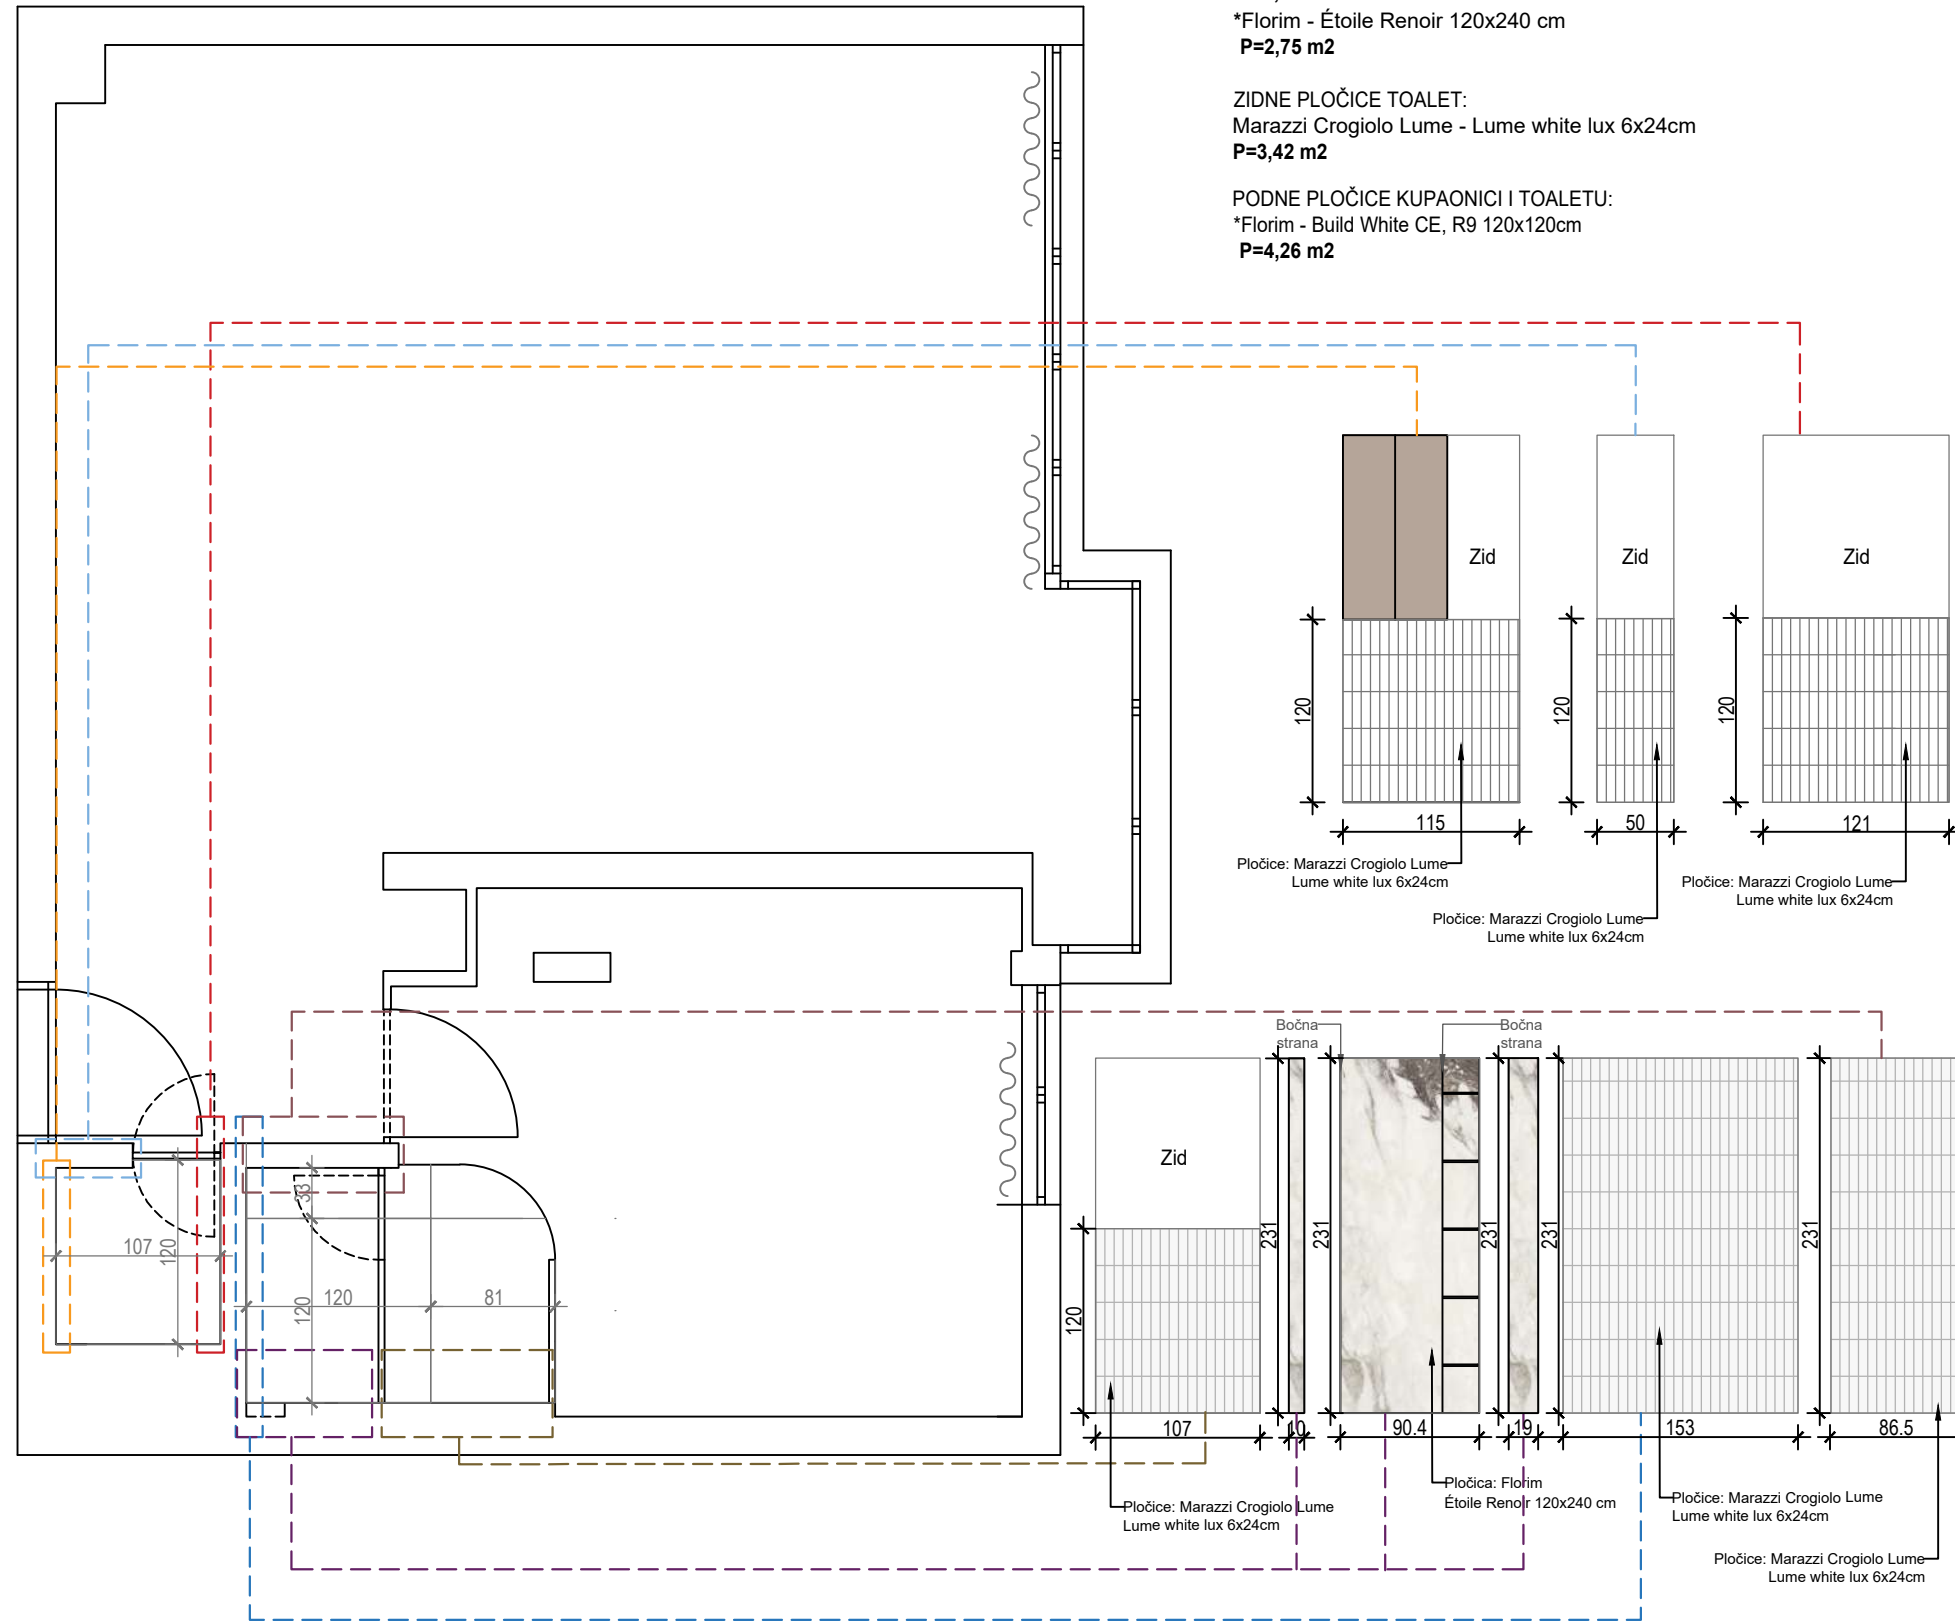 *Florim - Étoile Renoir 120x240 cm
P=2,75 m2
ZIDNE PLOČICE TOALET:
Marazzi Crogiolo Lume - Lume white lux 6x24cm
P=3,42 m2
PODNE PLOČICE KUPAONICI I TOALETU:
*Florim - Build White CE, R9 120x120cm
P=4,26 m2
Zid
Zid
Zid
120
120
120
115
50
121
Pločice: Marazzi Crogiolo Lume
Lume white lux 6x24cm
Pločice: Marazzi Crogiolo Lume
Lume white lux 6x24cm
Pločice: Marazzi Crogiolo Lume
Lume white lux 6x24cm
Bočna
strana
Bočna
strana
Zid
120
231
231
231
231
231
107
10
90.4
19
153
86.5
33
107
120
120
120
81
Pločica: Florim
Étoile Renoir 120x240 cm
Pločice: Marazzi Crogiolo Lume
Lume white lux 6x24cm
Pločice: Marazzi Crogiolo Lume
Lume white lux 6x24cm
Pločice: Marazzi Crogiolo Lume
Lume white lux 6x24cm